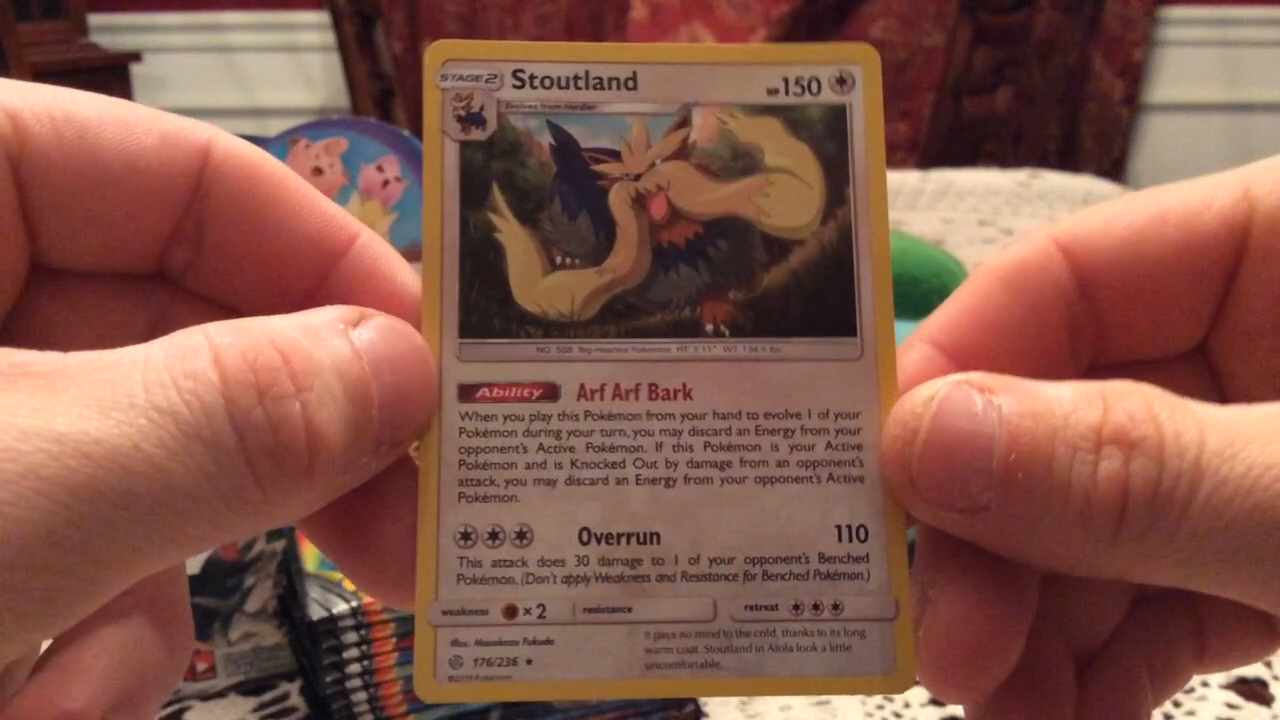 STAGE 2 Stoutland HP 150
Evolves from Herdier
NO. 508 Big-Hearted Pokémon HT: 3'11" WT: 134.5 lbs.
Ability Arf Arf Bark
When you play this Pokémon from your hand to evolve 1 of your
Pokémon during your turn, you may discard an Energy from your
opponent's Active Pokémon. If this Pokémon is your Active
Pokémon and is Knocked Out by damage from an opponent's
attack, you may discard an Energy from your opponent's Active
Pokémon.
Overrun 110
This attack does 30 damage to 1 of your opponent's Benched
Pokémon. (Don't apply Weakness and Resistance for Benched Pokémon.)
weakness ×2 resistance retreat
Illus. Masakazu Fukuda
176/236
©2019 Pokémon
It pays no mind to the cold, thanks to its long
warm coat. Stoutland in Alola look a little
uncomfortable.